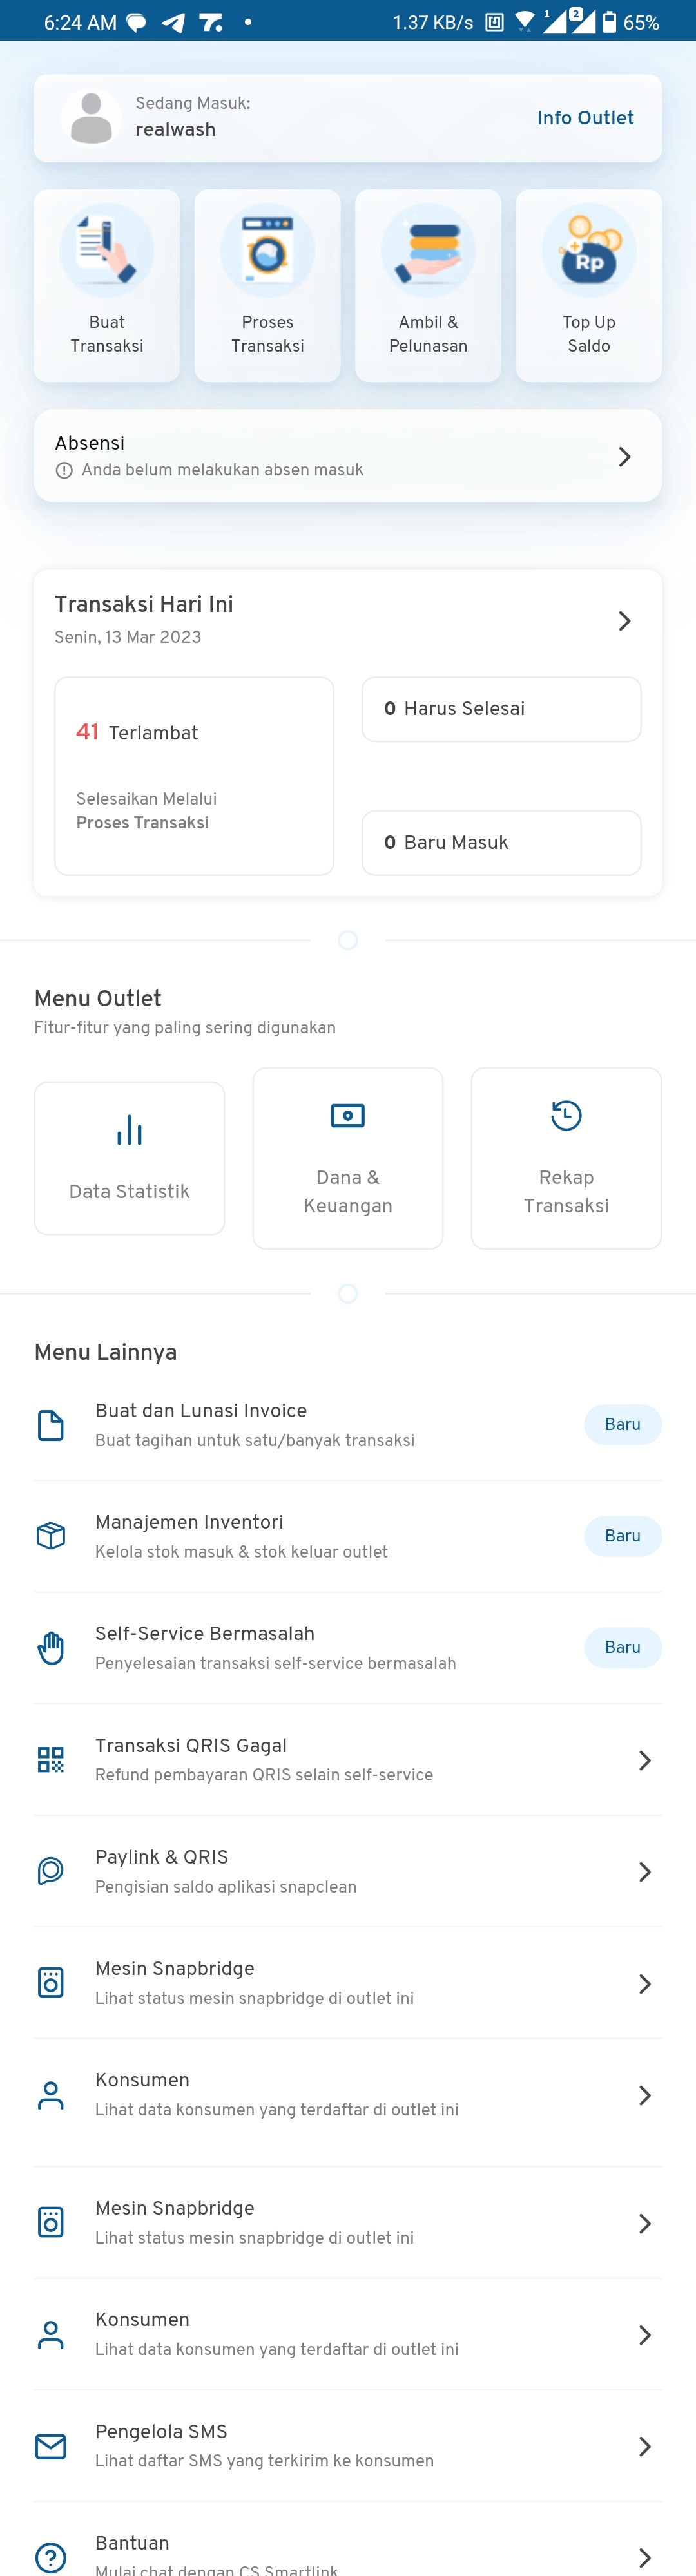 6:24 AM
1.37 KB/s
1
2
65%
Sedang Masuk:
realwash
Info Outlet
Buat
Transaksi
Proses
Transaksi
Ambil &
Pelunasan
Rp
Top Up
Saldo
Absensi
Anda belum melakukan absen masuk
Transaksi Hari Ini
Senin, 13 Mar 2023
41 Terlambat
Selesaikan Melalui
Proses Transaksi
0 Harus Selesai
0 Baru Masuk
Menu Outlet
Fitur-fitur yang paling sering digunakan
Data Statistik
Dana &
Keuangan
Rekap
Transaksi
Menu Lainnya
Buat dan Lunasi Invoice
Buat tagihan untuk satu/banyak transaksi
Baru
Manajemen Inventori
Kelola stok masuk & stok keluar outlet
Baru
Self-Service Bermasalah
Penyelesaian transaksi self-service bermasalah
Baru
Transaksi QRIS Gagal
Refund pembayaran QRIS selain self-service
Paylink & QRIS
Pengisian saldo aplikasi snapclean
Mesin Snapbridge
Lihat status mesin snapbridge di outlet ini
Konsumen
Lihat data konsumen yang terdaftar di outlet ini
Mesin Snapbridge
Lihat status mesin snapbridge di outlet ini
Konsumen
Lihat data konsumen yang terdaftar di outlet ini
Pengelola SMS
Lihat daftar SMS yang terkirim ke konsumen
Bantuan
Mulai chat dengan CS Smartlink